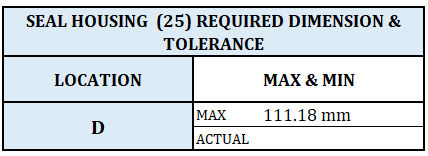 SEAL HOUSING (25) REQUIRED DIMENSION &
TOLERANCE
LOCATION MAX & MIN
D
MAX 111.18 mm
ACTUAL